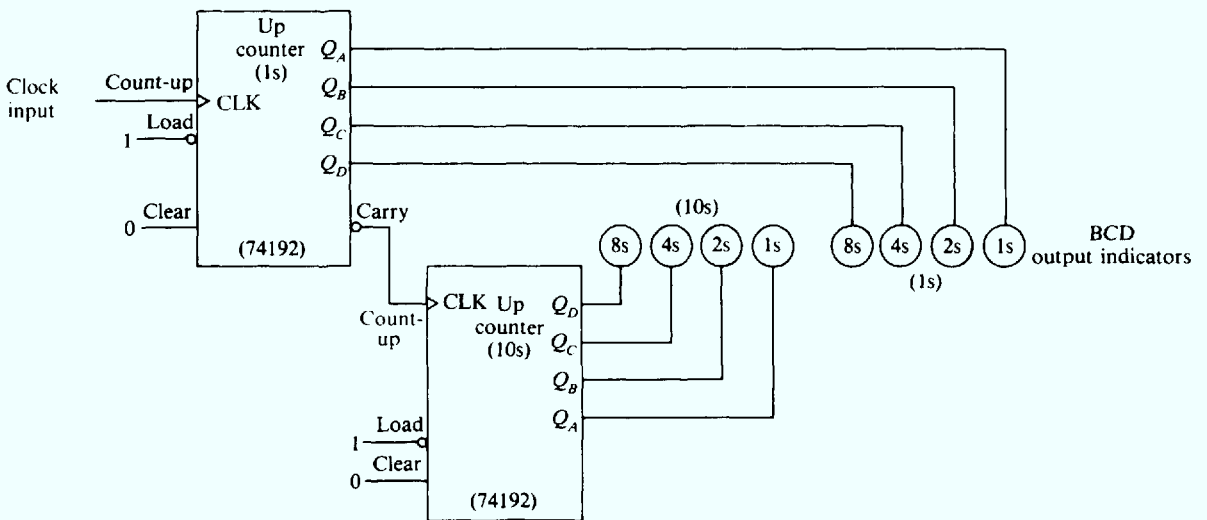 Up
counter
(1s)
Q_A
Clock
input
Count-up
CLK
Q_B
Load
1
Q_C
Q_D
Clear
0
Carry
(74192)
(10s)
8s 4s 2s 1s
8s 4s 2s 1s
(1s)
BCD
output indicators
Count-
up
CLK
Up
counter
(10s)
Q_D
Q_C
Q_B
Q_A
Load
1
Clear
0
(74192)